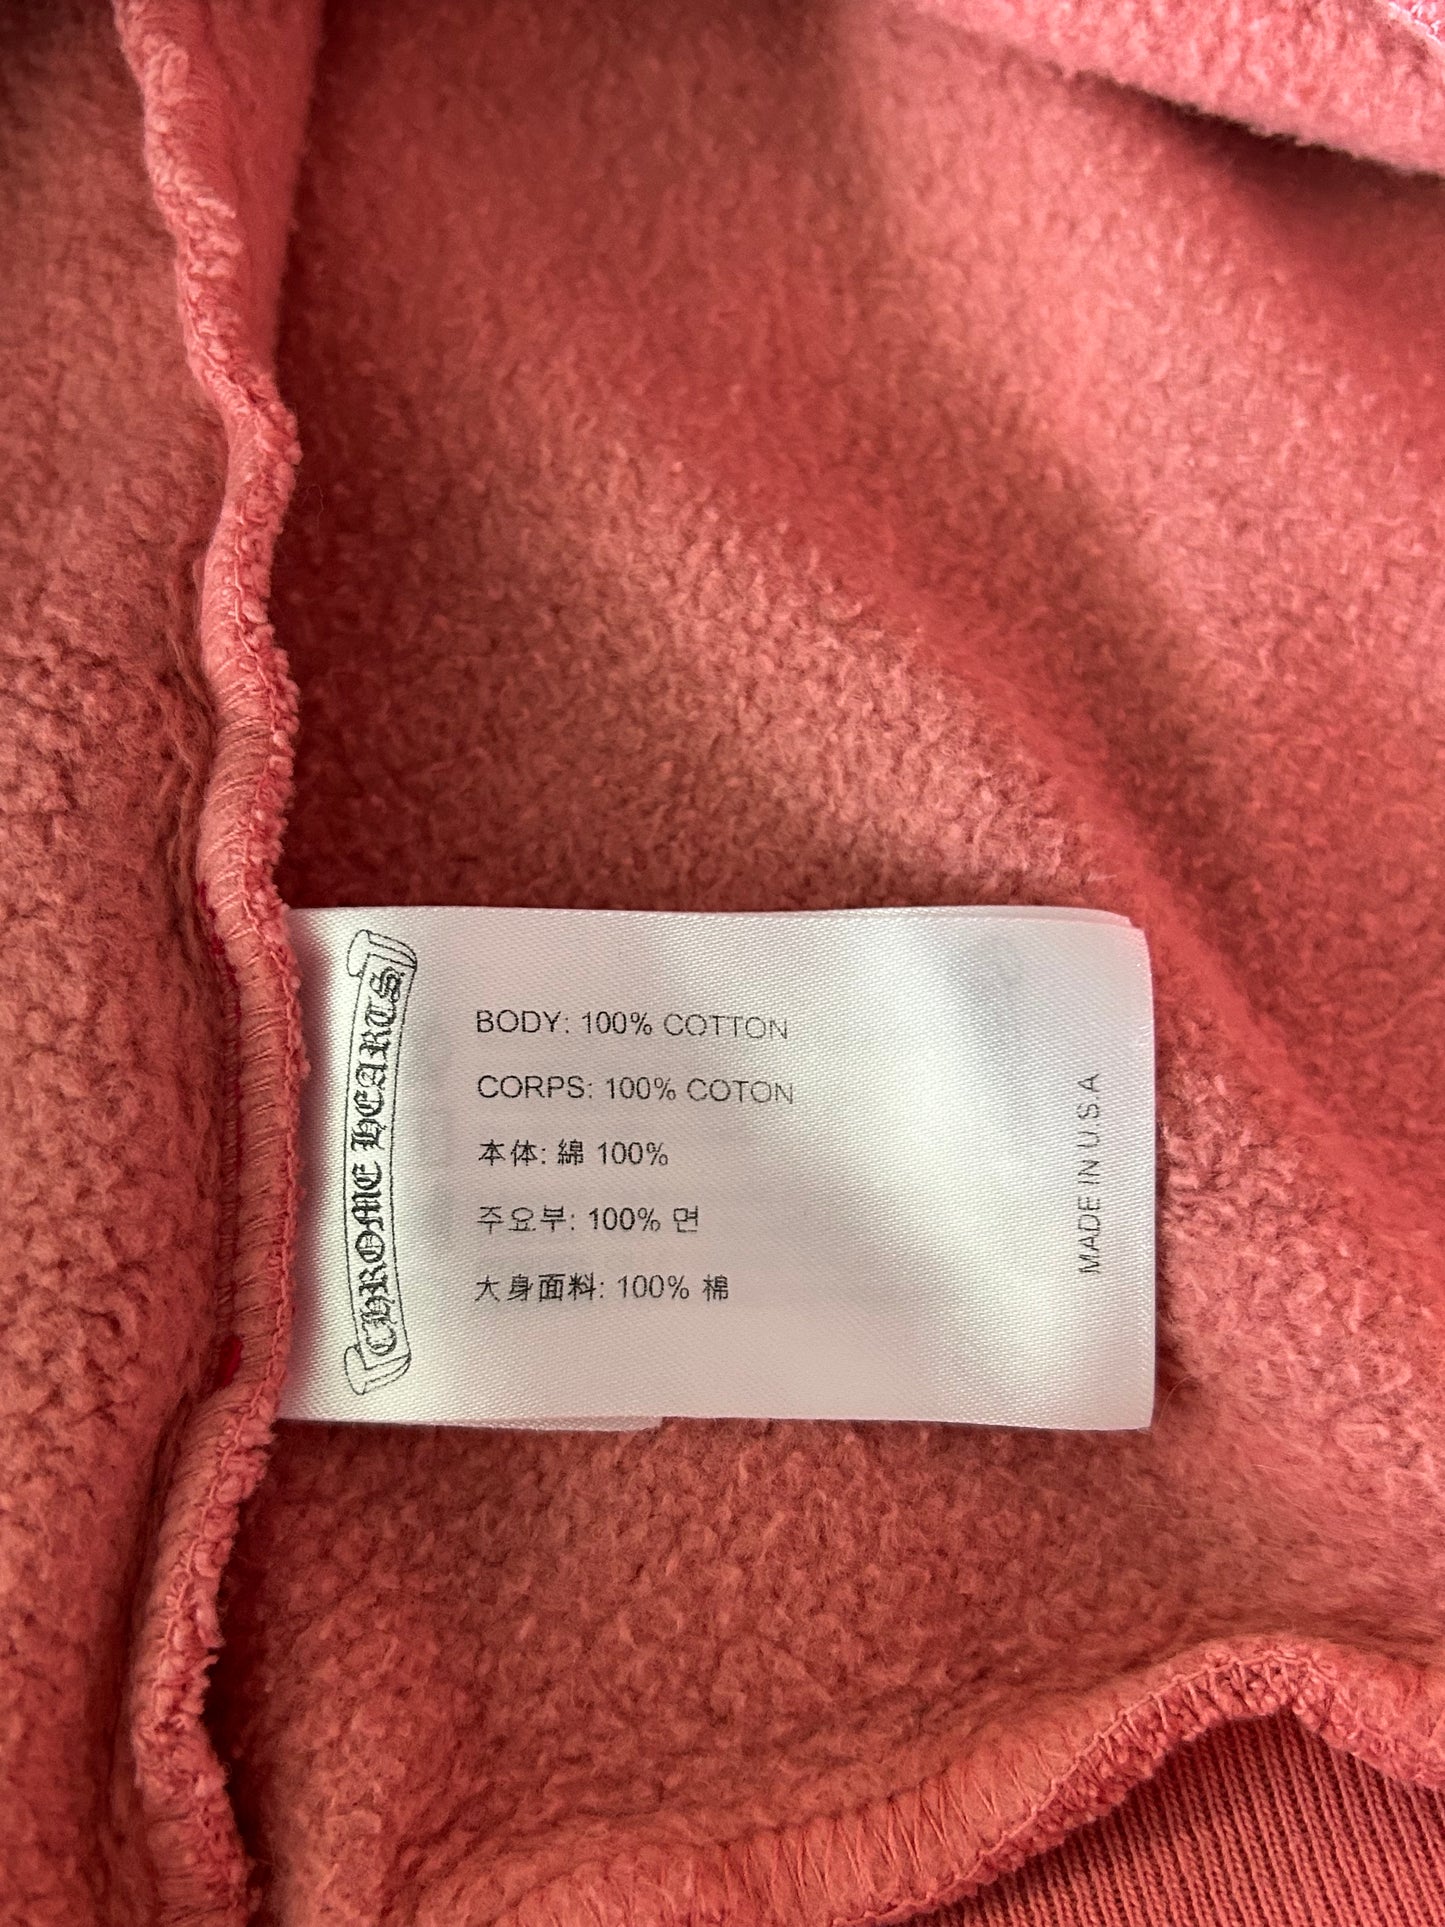 CHROME HEARTS
BODY: 100% COTTON
CORPS: 100% COTON
本体: 綿 100%
주요부: 100% 면
大身面料: 100% 棉
MADE IN U.S.A